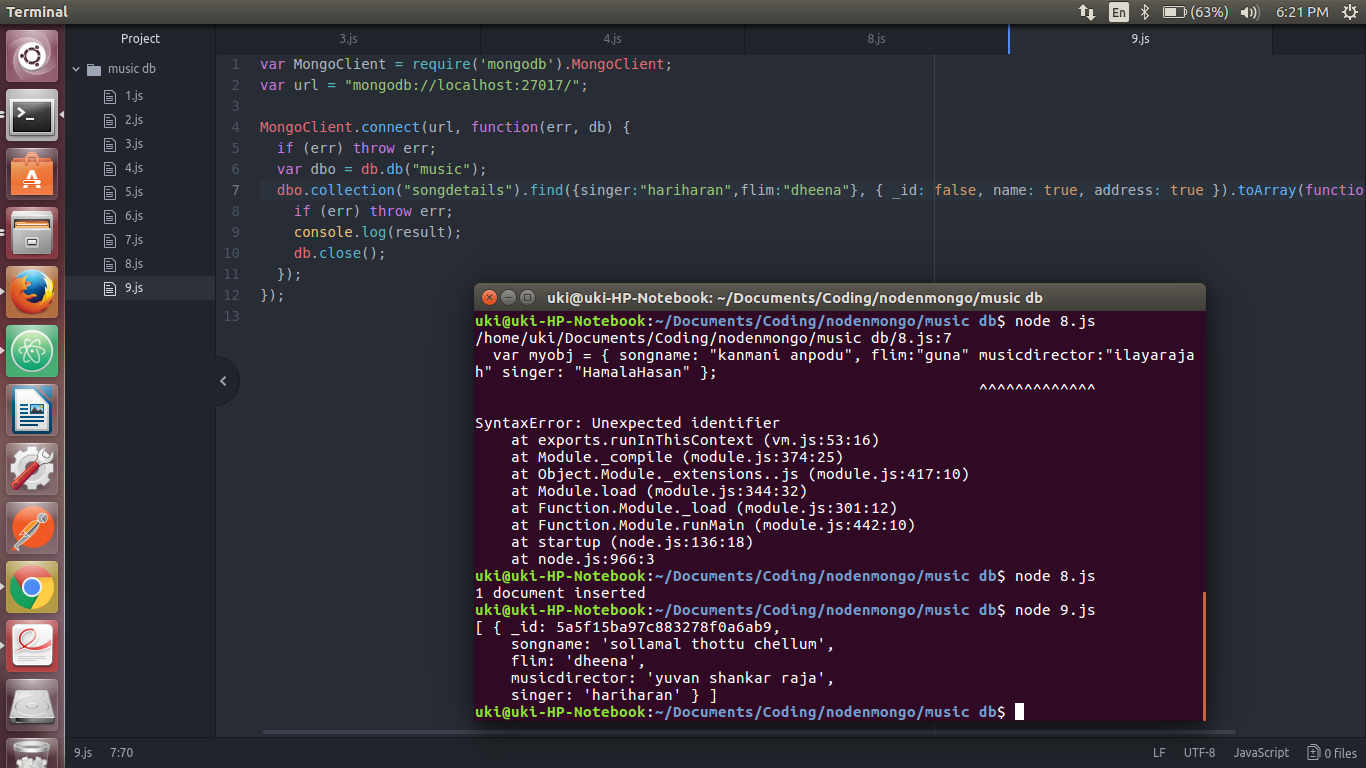 Terminal
En
(63%)
6:21 PM
Project
music db
1.js
2.js
3.js
4.js
5.js
6.js
7.js
8.js
9.js
3.js
4.js
8.js
9.js
1 var MongoClient = require('mongodb').MongoClient;
2 var url = "mongodb://localhost:27017/";
3
4 MongoClient.connect(url, function(err, db) {
5 if (err) throw err;
6 var dbo = db.db("music");
7 dbo.collection("songdetails").find({singer:"hariharan",flim:"dheena"}, { _id: false, name: true, address: true }).toArray(functio
8 if (err) throw err;
9 console.log(result);
10 db.close();
11 });
12 });
13
uki@uki-HP-Notebook: ~/Documents/Coding/nodenmongo/music db
uki@uki-HP-Notebook:~/Documents/Coding/nodenmongo/music db$ node 8.js
/home/uki/Documents/Coding/nodenmongo/music db/8.js:7
var myobj = { songname: "kanmani anpodu", flim:"guna" musicdirector:"ilayaraja
h" singer: "HamalaHasan" };
^^^^^^^^^^^^^
SyntaxError: Unexpected identifier
at exports.runInThisContext (vm.js:53:16)
at Module._compile (module.js:374:25)
at Object.Module._extensions..js (module.js:417:10)
at Module.load (module.js:344:32)
at Function.Module._load (module.js:301:12)
at Function.Module.runMain (module.js:442:10)
at startup (node.js:136:18)
at node.js:966:3
uki@uki-HP-Notebook:~/Documents/Coding/nodenmongo/music db$ node 8.js
1 document inserted
uki@uki-HP-Notebook:~/Documents/Coding/nodenmongo/music db$ node 9.js
[ { _id: 5a5f15ba97c883278f0a6ab9,
songname: 'sollamal thottu chellum',
flim: 'dheena',
musicdirector: 'yuvan shankar raja',
singer: 'hariharan' } ]
uki@uki-HP-Notebook:~/Documents/Coding/nodenmongo/music db$
9.js 7:70
LF UTF-8 JavaScript 0 files